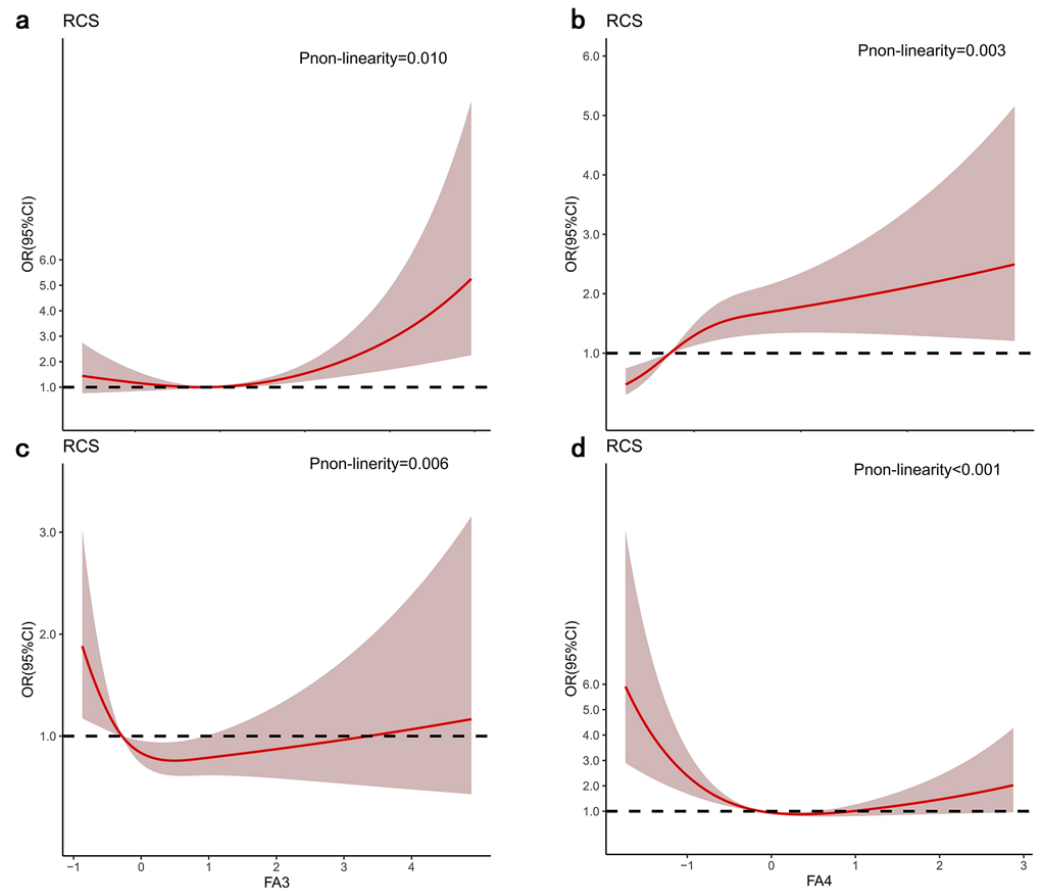 a RCS
Pnon-linearity=0.010
OR(95%CI)
6.0
5.0
4.0
3.0
2.0
1.0
b RCS
Pnon-linearity=0.003
OR(95%CI)
6.0
5.0
4.0
3.0
2.0
1.0
c RCS
Pnon-linerity=0.006
OR(95%CI)
3.0
2.0
1.0
−1 0 1 2 3 4
FA3
d RCS
Pnon-linearity<0.001
OR(95%CI)
6.0
5.0
4.0
3.0
2.0
1.0
−1 0 1 2 3
FA4